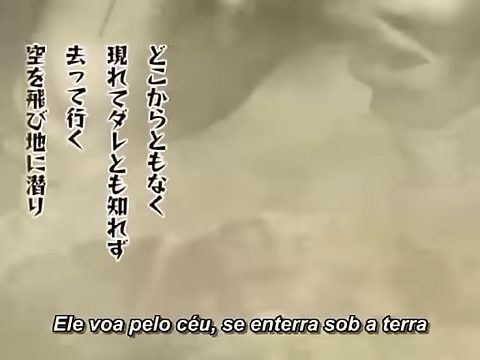 どこからともなく
現れてダレとも知れず
去って行く
空を飛び地に潜り
Ele voa pelo céu, se enterra sob a terra